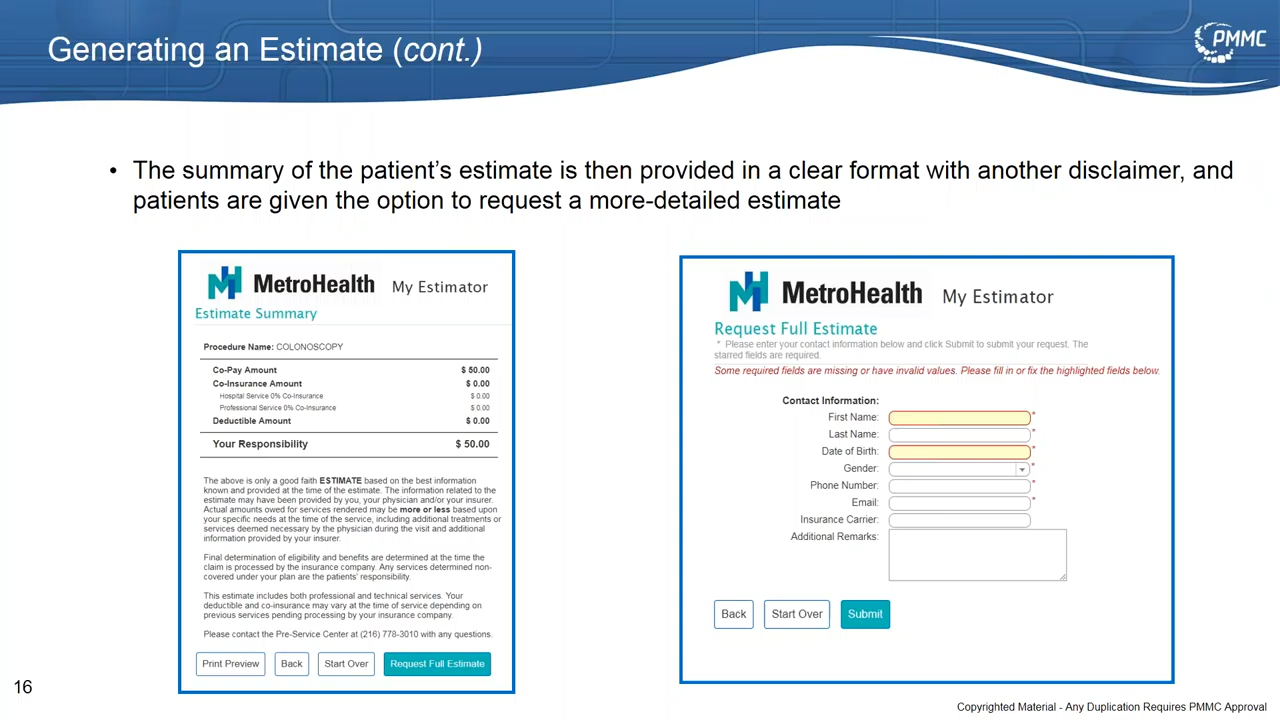 Generating an Estimate (cont.)
PMMC
• The summary of the patient's estimate is then provided in a clear format with another disclaimer, and
patients are given the option to request a more-detailed estimate
MetroHealth My Estimator
Estimate Summary
Procedure Name: COLONOSCOPY
Co-Pay Amount $ 50.00
Co-Insurance Amount $ 0.00
Hospital Service 0% Co-Insurance $ 0.00
Professional Service 0% Co-Insurance $ 0.00
Deductible Amount $ 0.00
Your Responsibility $ 50.00
The above is only a good faith ESTIMATE based on the best information
known and provided at the time of the estimate. The information related to the
estimate may have been provided by you, your physician and/or your insurer.
Actual amounts owed for services rendered may be more or less based upon
your specific needs at the time of the service, including additional treatments or
services deemed necessary by the physician during the visit and additional
information provided by your insurer.
Final determination of eligibility and benefits are determined at the time the
claim is processed by the insurance company. Any services determined non-
covered under your plan are the patients' responsibility.
This estimate includes both professional and technical services. Your
deductible and co-insurance may vary at the time of service depending on
previous services pending processing by your insurance company.
Please contact the Pre-Service Center at (216) 778-3010 with any questions.
Print Preview Back Start Over Request Full Estimate
MetroHealth My Estimator
Request Full Estimate
* Please enter your contact information below and click Submit to submit your request. The
starred fields are required.
Some required fields are missing or have invalid values. Please fill in or fix the highlighted fields below.
Contact Information:
First Name: *
Last Name: *
Date of Birth: *
Gender: *
Phone Number: *
Email: *
Insurance Carrier:
Additional Remarks:
Back Start Over Submit
16
Copyrighted Material - Any Duplication Requires PMMC Approval